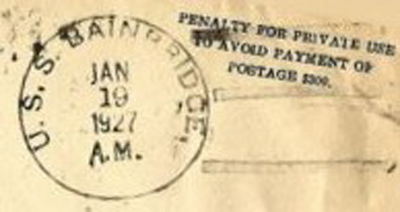 U.S.S. BAINBRIDGE.
JAN
19
1927
A.M.
PENALTY FOR PRIVATE USE
TO AVOID PAYMENT OF
POSTAGE $300.